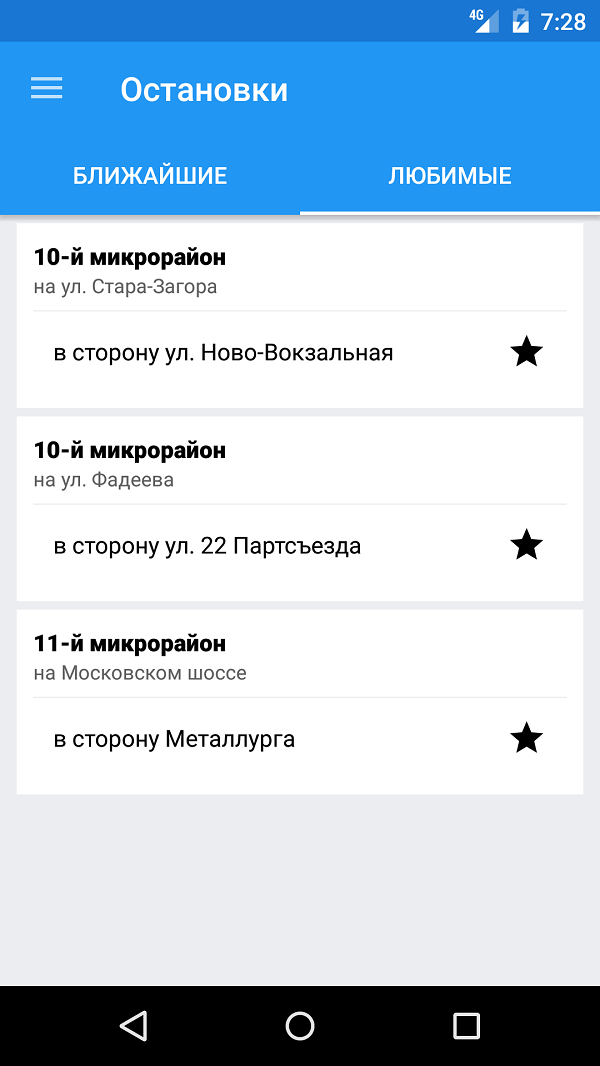 4G 7:28
Остановки
БЛИЖАЙШИЕ ЛЮБИМЫЕ
10-й микрорайон
на ул. Стара-Загора
в сторону ул. Ново-Вокзальная
10-й микрорайон
на ул. Фадеева
в сторону ул. 22 Партсъезда
11-й микрорайон
на Московском шоссе
в сторону Металлурга